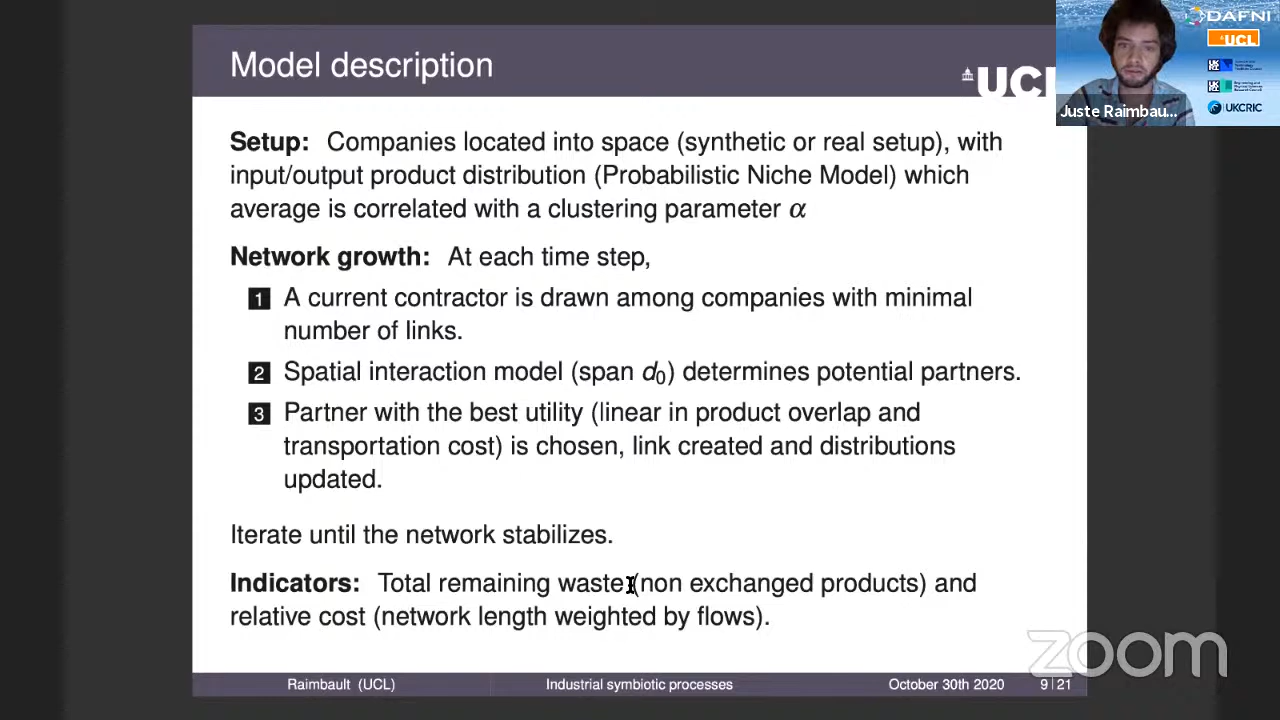 Model description
UCL
DAFNI
UCL
UKCRIC
Juste Raimbau...
Setup: Companies located into space (synthetic or real setup), with
input/output product distribution (Probabilistic Niche Model) which
average is correlated with a clustering parameter α
Network growth: At each time step,
1 A current contractor is drawn among companies with minimal
number of links.
2 Spatial interaction model (span d₀) determines potential partners.
3 Partner with the best utility (linear in product overlap and
transportation cost) is chosen, link created and distributions
updated.
Iterate until the network stabilizes.
Indicators: Total remaining waste (non exchanged products) and
relative cost (network length weighted by flows).
zoom
Raimbault (UCL) Industrial symbiotic processes October 30th 2020 9 | 21